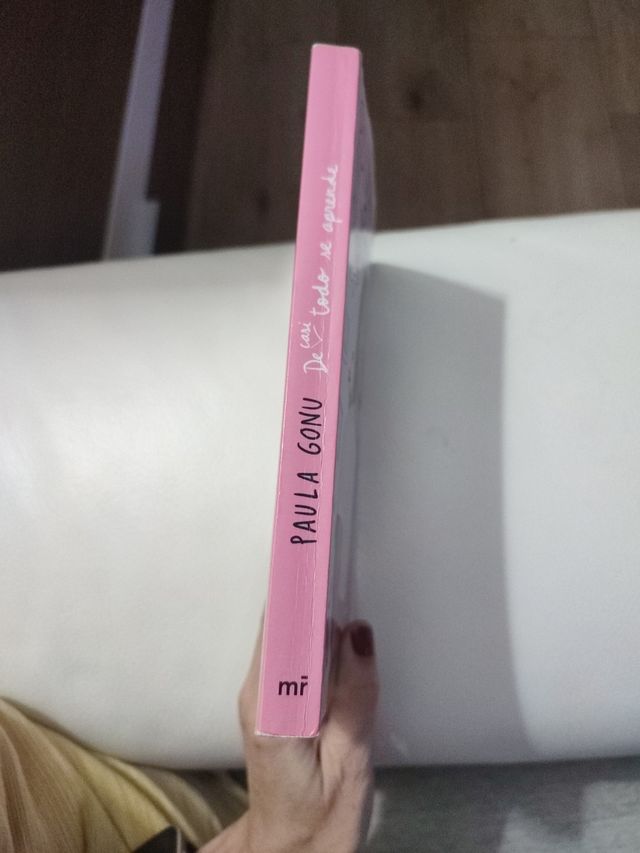 PAULA GONU
De casi todo se aprende
mr